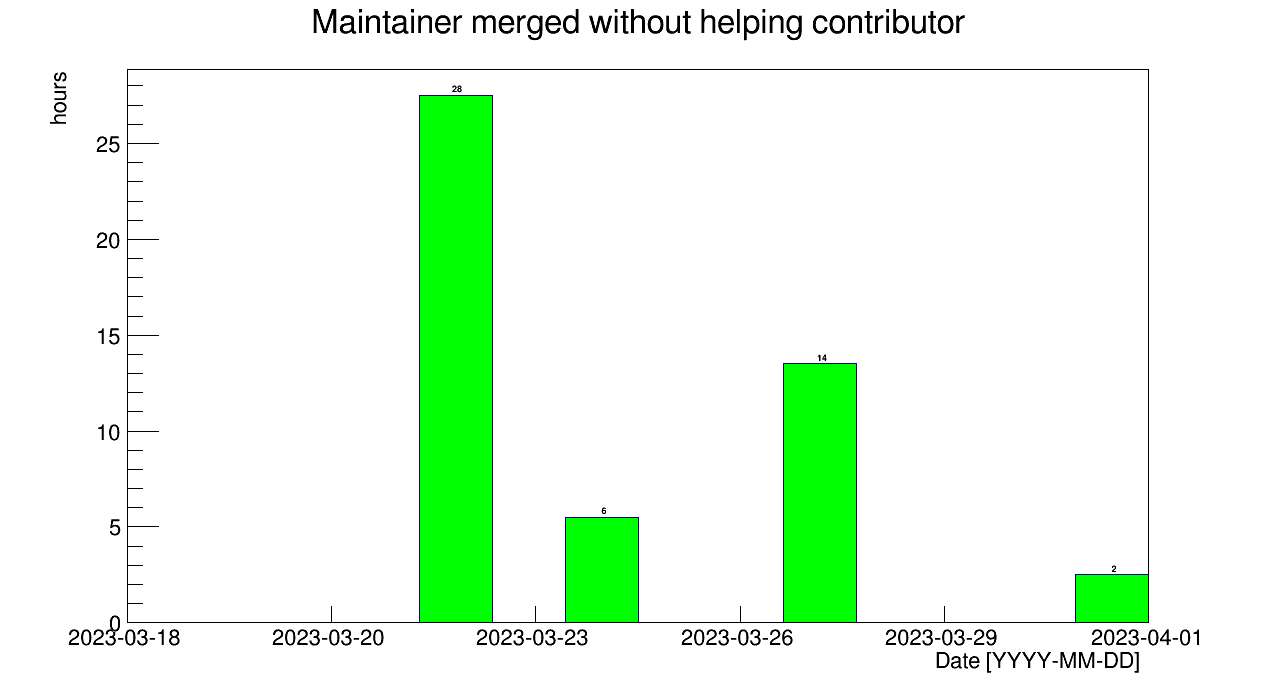 Maintainer merged without helping contributor
hours
25
20
15
10
5
0
28
6
14
2
2023-03-18 2023-03-20 2023-03-23 2023-03-26 2023-03-29 2023-04-01
Date [YYYY-MM-DD]